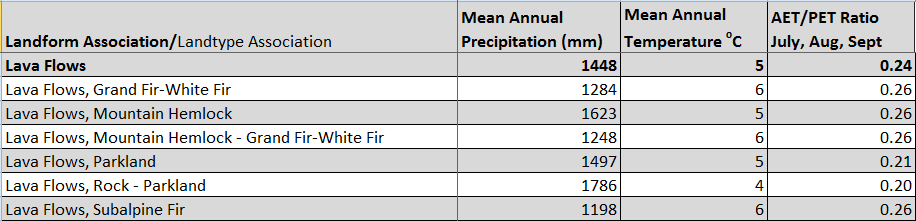 Landform Association/Landtype Association Mean Annual Precipitation (mm) Mean Annual Temperature °C AET/PET Ratio July, Aug, Sept
Lava Flows 1448 5 0.24
Lava Flows, Grand Fir-White Fir 1284 6 0.26
Lava Flows, Mountain Hemlock 1623 5 0.26
Lava Flows, Mountain Hemlock - Grand Fir-White Fir 1248 6 0.26
Lava Flows, Parkland 1497 5 0.21
Lava Flows, Rock - Parkland 1786 4 0.20
Lava Flows, Subalpine Fir 1198 6 0.26